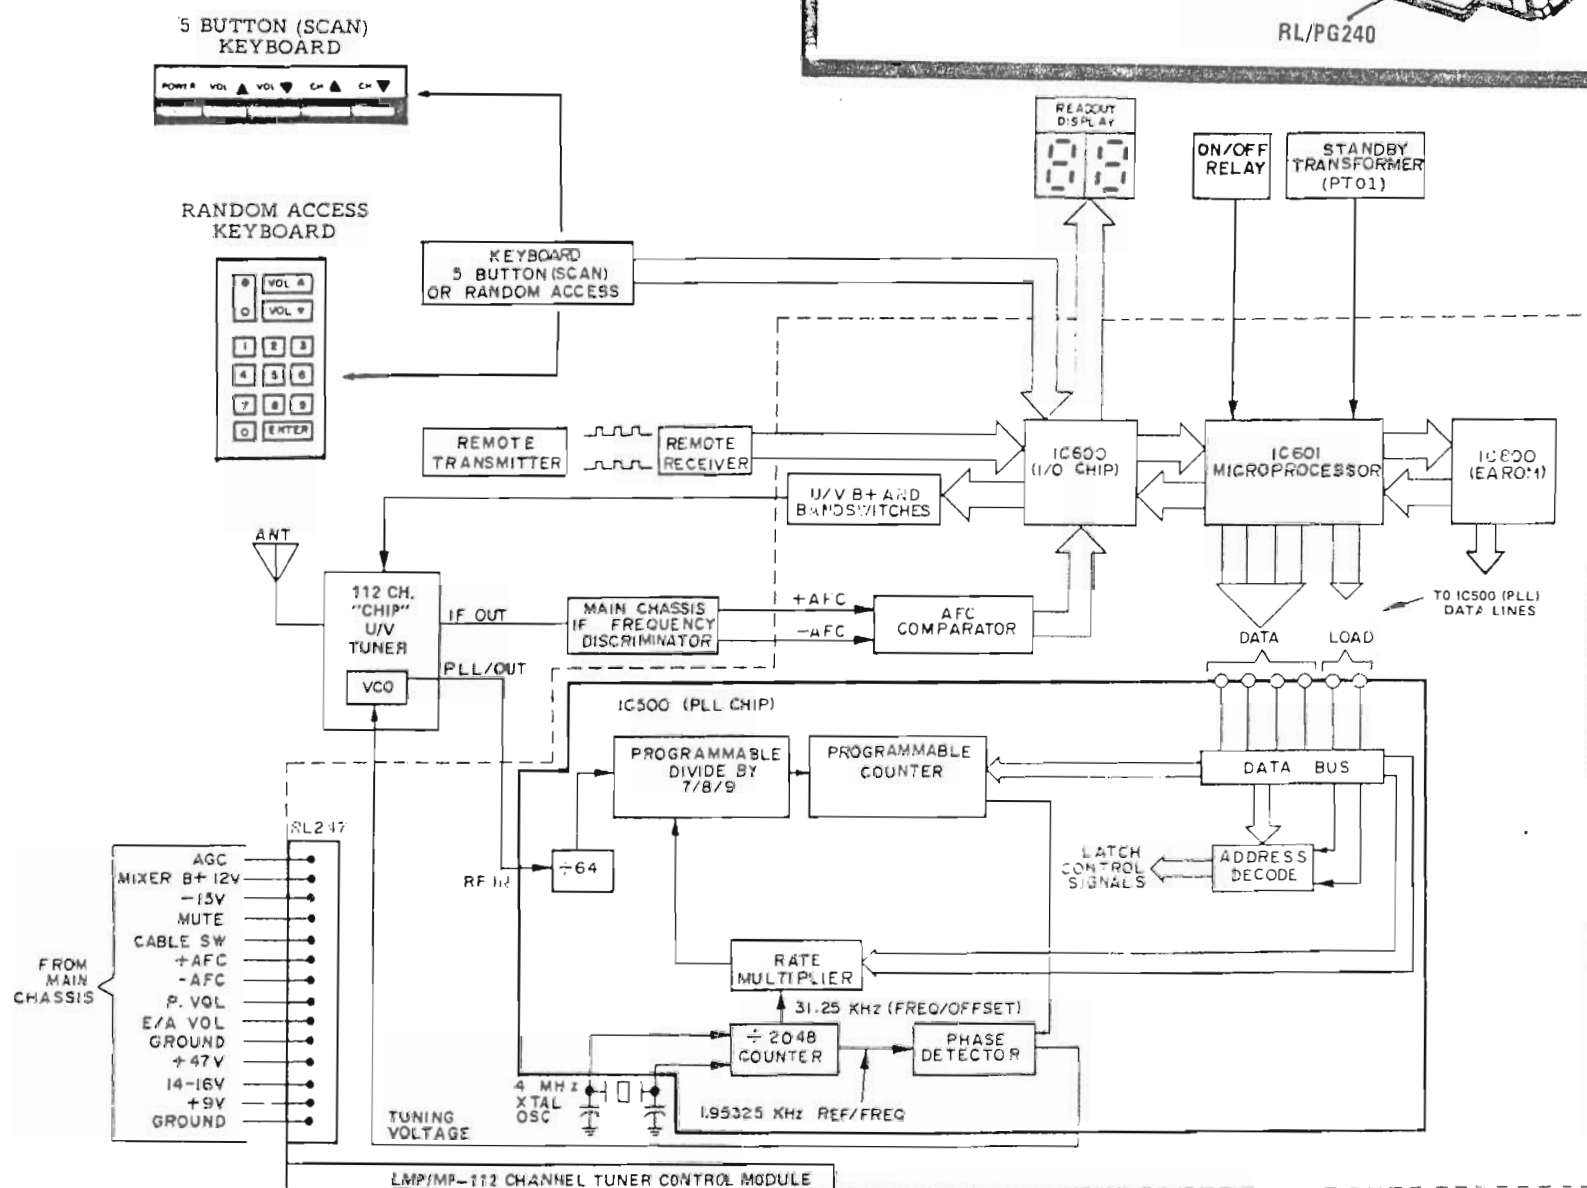 5 BUTTON (SCAN)
KEYBOARD
POWER VOL ▲ VOL ▼ CH ▲ CH ▼
RL/PG240
READOUT
DISPLAY
ON/OFF
RELAY
STANDBY
TRANSFORMER
(PT01)
RANDOM ACCESS
KEYBOARD
VOL ▲
0 VOL ▼
1 2 3
4 5 6
7 8 9
0 ENTER
KEYBOARD
5 BUTTON (SCAN)
OR RANDOM ACCESS
REMOTE
TRANSMITTER
REMOTE
RECEIVER
IC600
(I/O CHIP)
IC601
MICROPROCESSOR
IC800
(EAROM)
U/V B+ AND
BANDSWITCHES
ANT
112 CH.
"CHIP"
U/V
TUNER
VCO
IF OUT
PLL/OUT
MAIN CHASSIS
IF FREQUENCY
DISCRIMINATOR
+AFC
-AFC
AFC
COMPARATOR
TO IC500 (PLL)
DATA LINES
DATA
LOAD
IC500 (PLL CHIP)
PROGRAMMABLE
DIVIDE BY
7/8/9
PROGRAMMABLE
COUNTER
DATA BUS
RF IN
÷64
LATCH
CONTROL
SIGNALS
ADDRESS
DECODE
RATE
MULTIPLIER
31.25 KHz (FREQ/OFFSET)
÷ 2048
COUNTER
PHASE
DETECTOR
4 MHz
XTAL
OSC
1.95325 KHz REF/FREQ
TUNING
VOLTAGE
RL247
FROM
MAIN
CHASSIS
AGC
MIXER B+ 12V
-15V
MUTE
CABLE SW
+AFC
-AFC
P. VOL
E/A VOL
GROUND
+47V
14-16V
+9V
GROUND
LMP/MP-112 CHANNEL TUNER CONTROL MODULE